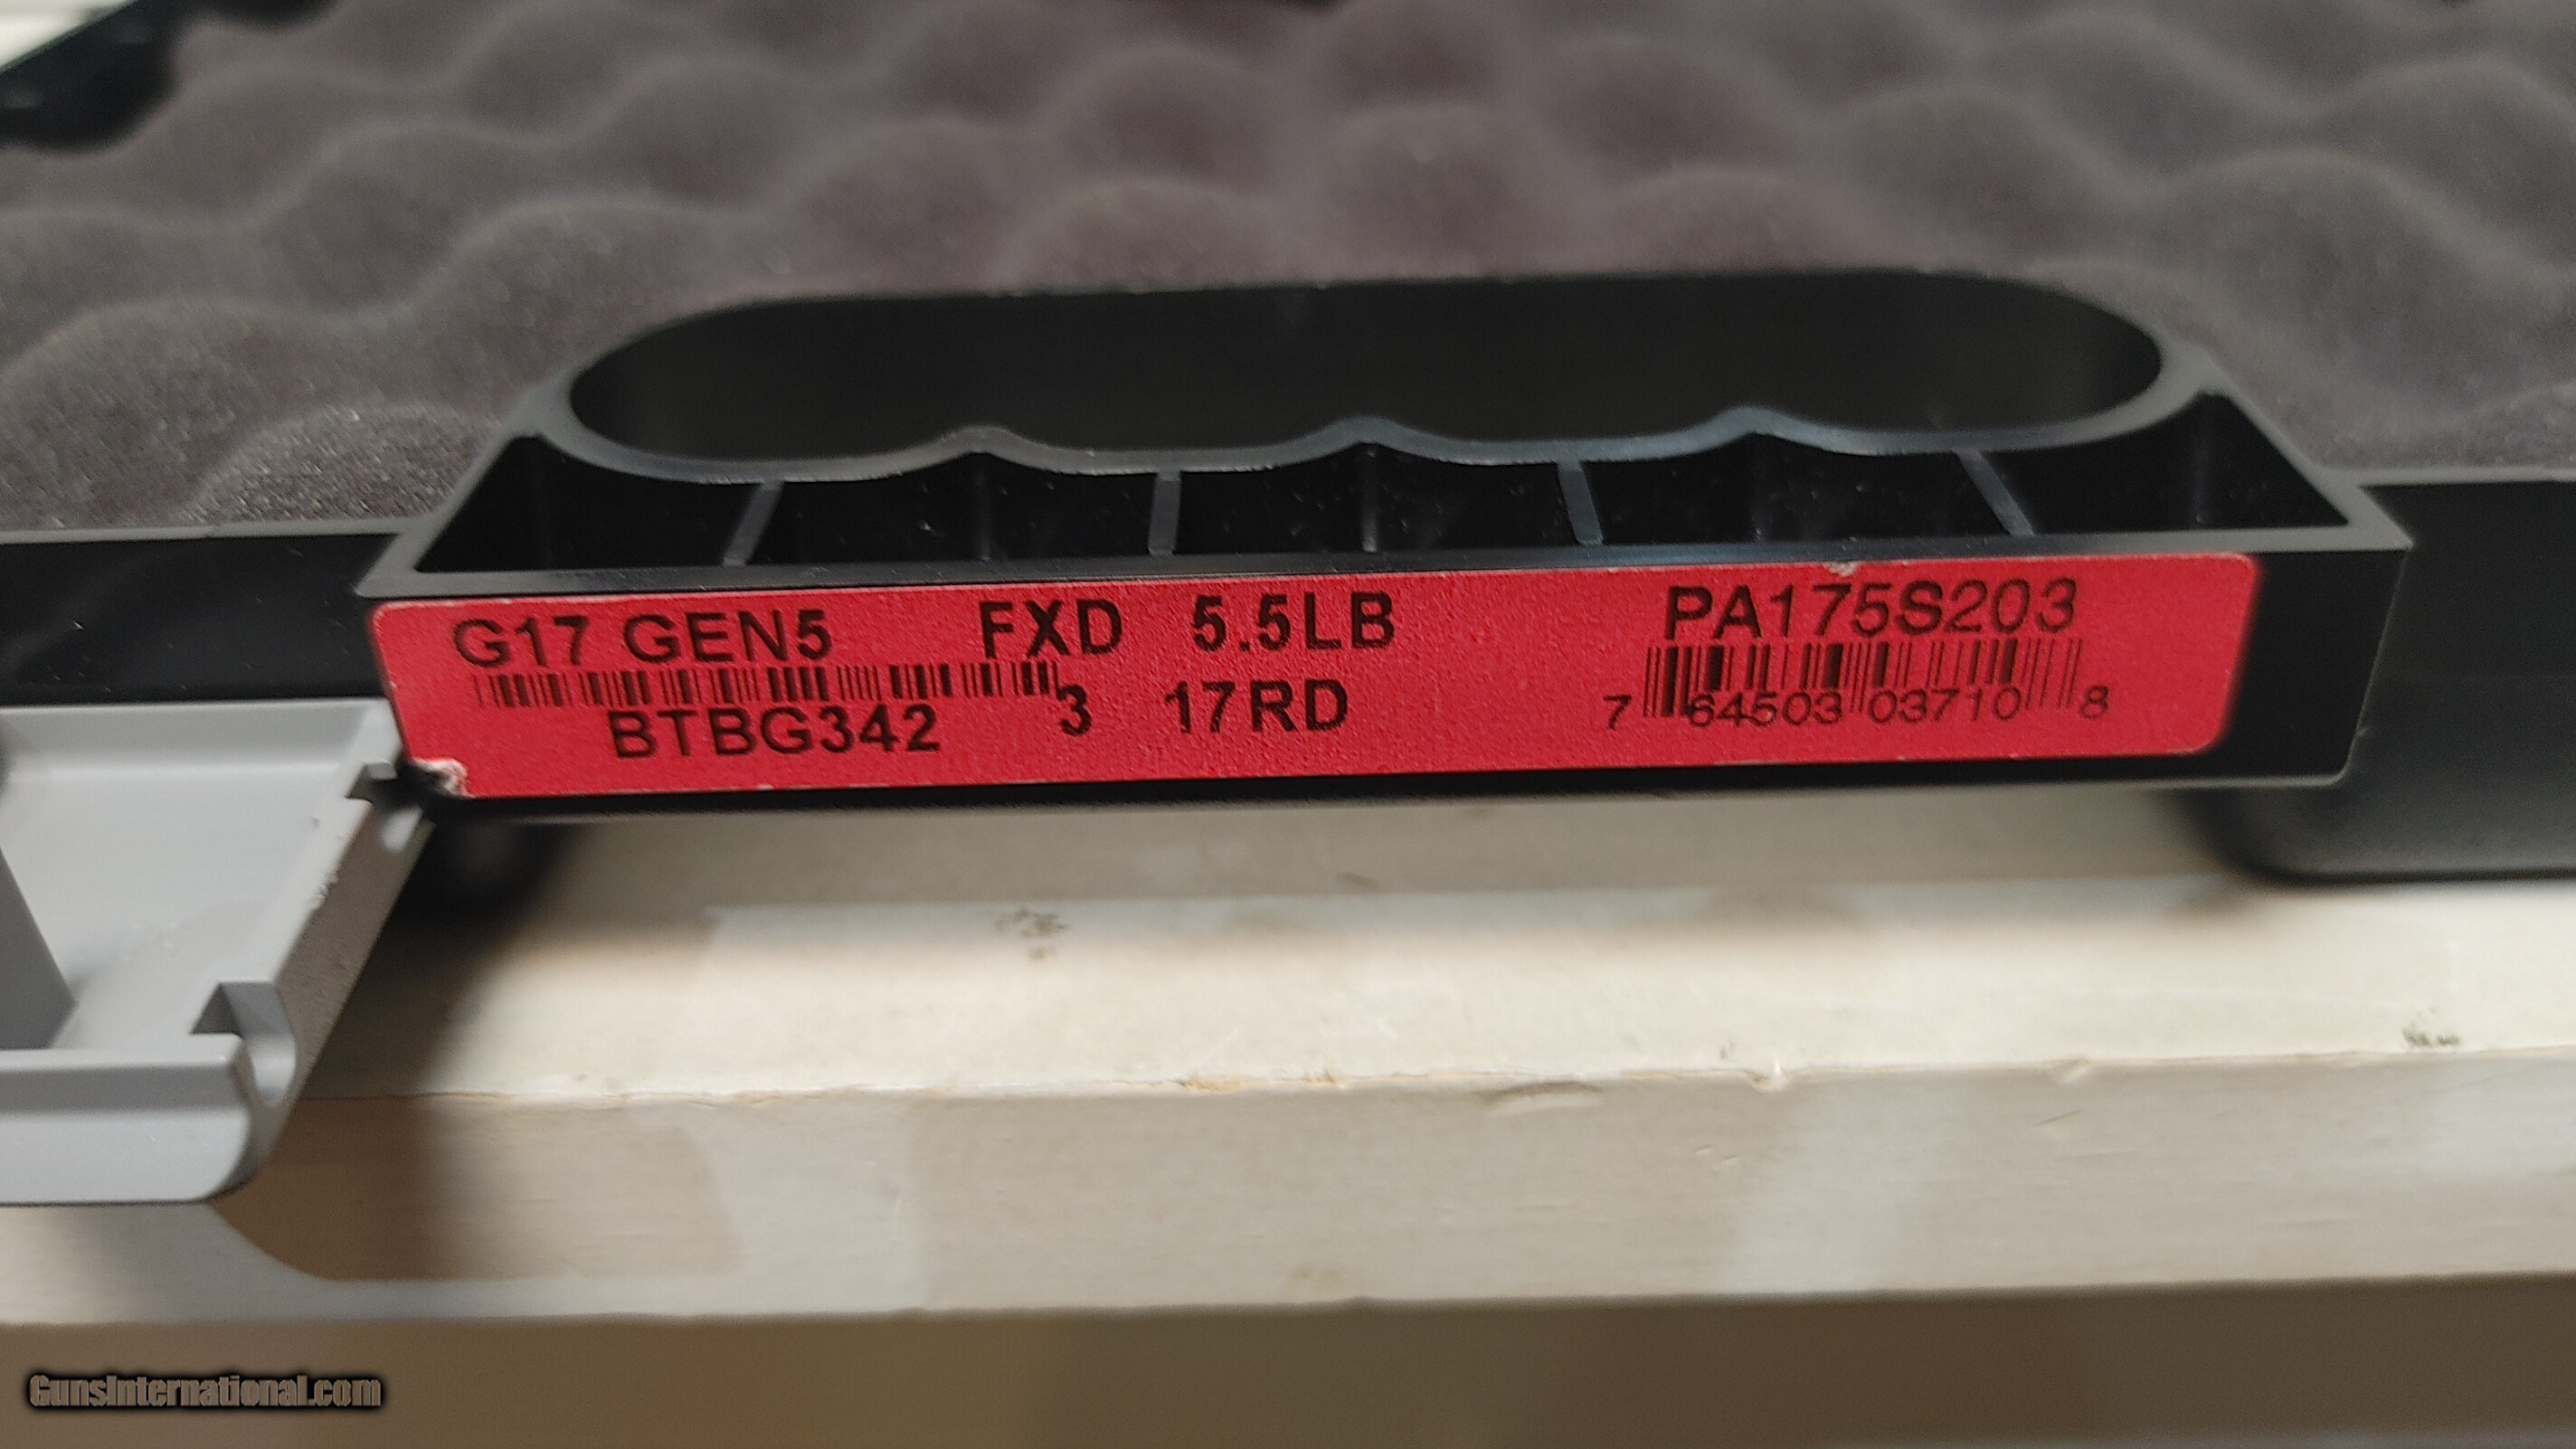 G17 GEN5 FXD 5.5LB PA175S203
BTBG342 3 17RD 7 64503 03710 8
GunsInternational.com